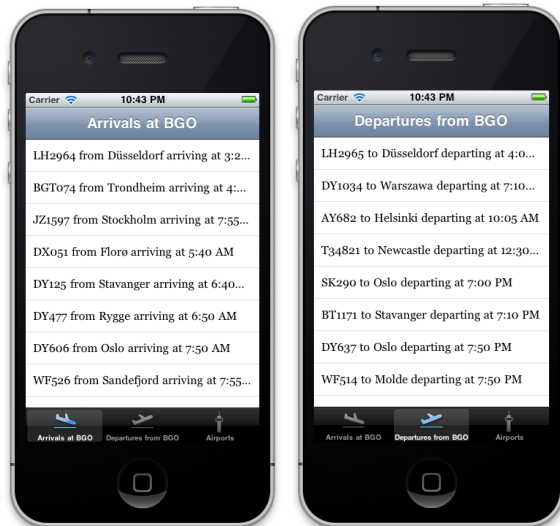 Carrier
10:43 PM
Arrivals at BGO
LH2964 from Düsseldorf arriving at 3:2...
BGT074 from Trondheim arriving at 4:...
JZ1597 from Stockholm arriving at 7:55...
DX051 from Florø arriving at 5:40 AM
DY125 from Stavanger arriving at 6:40...
DY477 from Rygge arriving at 6:50 AM
DY606 from Oslo arriving at 7:50 AM
WF526 from Sandefjord arriving at 7:55...
Arrivals at BGO Departures from BGO Airports
Carrier
10:43 PM
Departures from BGO
LH2965 to Düsseldorf departing at 4:0...
DY1034 to Warszawa departing at 7:10...
AY682 to Helsinki departing at 10:05 AM
T34821 to Newcastle departing at 12:30...
SK290 to Oslo departing at 7:00 PM
BT1171 to Stavanger departing at 7:10 PM
DY637 to Oslo departing at 7:50 PM
WF514 to Molde departing at 7:50 PM
Arrivals at BGO Departures from BGO Airports